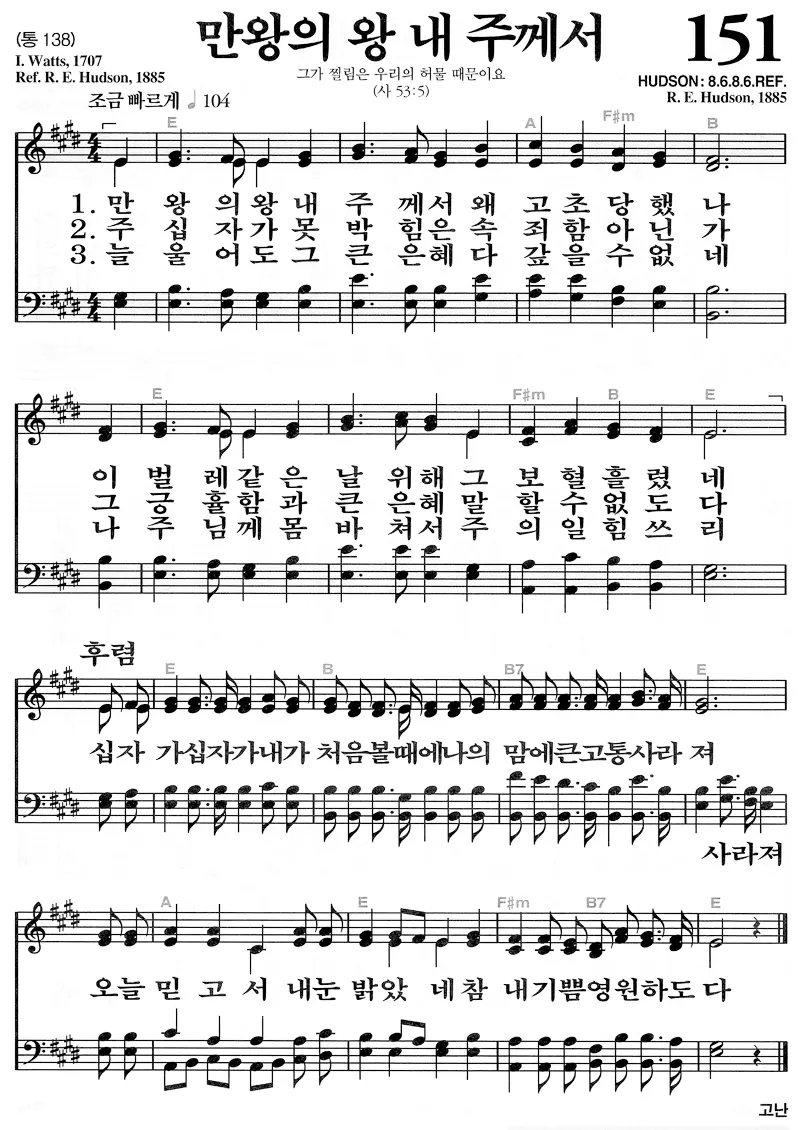 (통 138)
만왕의 왕 내 주께서
151
I. Watts, 1707
Ref. R. E. Hudson, 1885
그가 찔림은 우리의 허물 때문이요
(사 53:5)
HUDSON: 8.6.8.6.REF.
R. E. Hudson, 1885
조금 빠르게 ♩ 104
E A F♯m B
1. 만 왕 의 왕 내 주 께 서 왜 고 초 당 했 나
2. 주 십 자 가 못 박 힘 은 속 죄 함 아 닌 가
3. 늘 울 어 도 그 큰 은 혜 다 갚 을 수 없 네
E F♯m B E
이 벌 레 같 은 날 위 해 그 보 혈 흘 렸 네
그 긍 휼 함 과 큰 은 혜 말 할 수 없 도 다
나 주 님 께 몸 바 쳐 서 주 의 일 힘 쓰 리
후렴
E B B7 E
십자 가십자가내가 처음볼때에나의 맘에큰고통사라 져
사라져
A E F♯m B7 E
오늘 믿 고 서 내눈 밝았 네참 내기쁨영원하도 다
고난